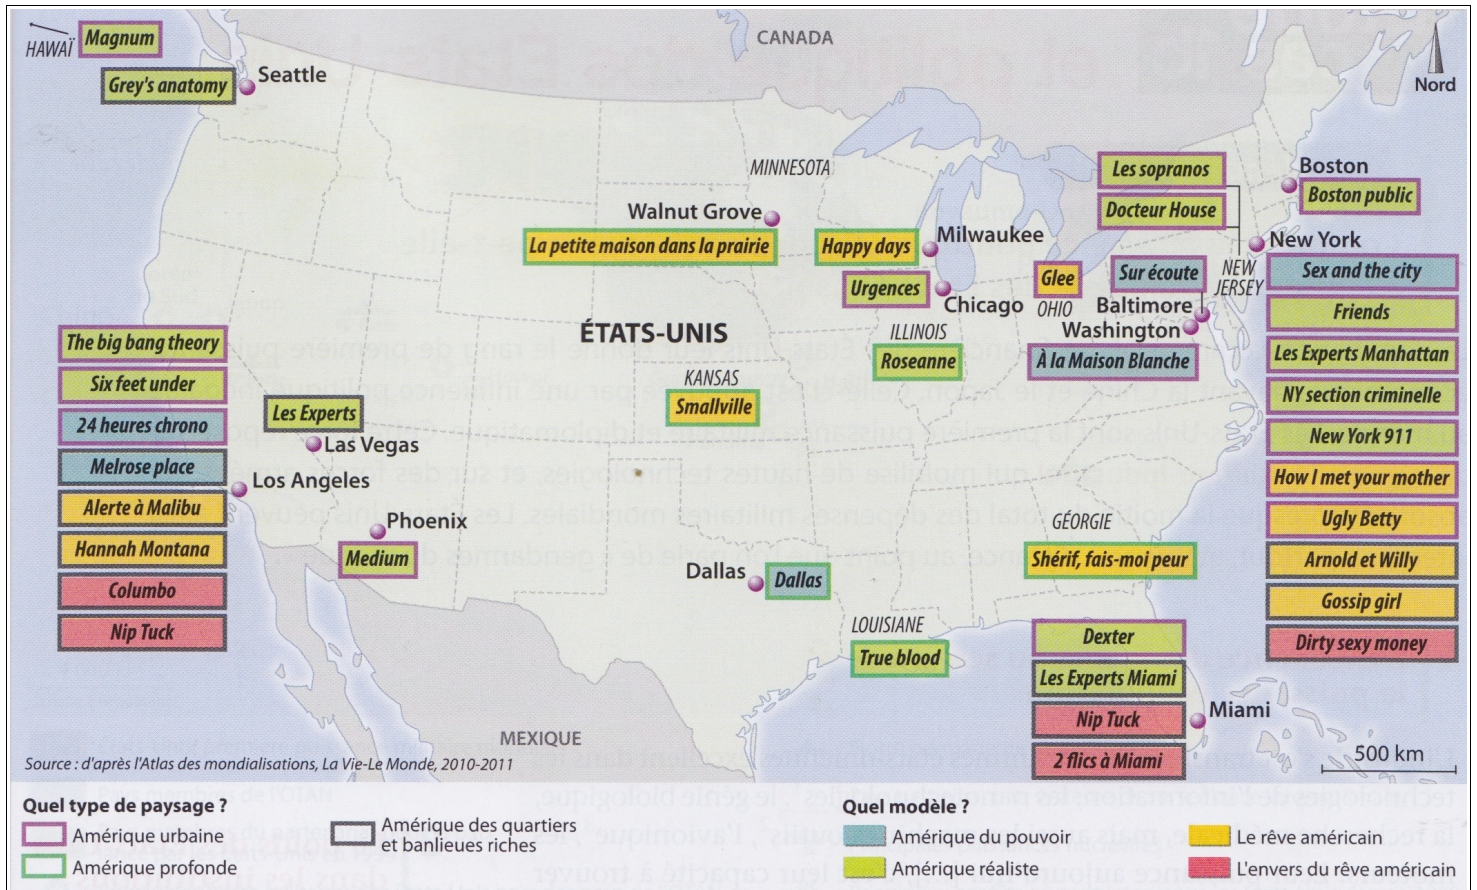 HAWAÏ
Magnum
CANADA
Nord
Grey's anatomy
Seattle
MINNESOTA
Les sopranos
Docteur House
Boston
Boston public
Walnut Grove
La petite maison dans la prairie
Happy days
Milwaukee
New York
NEW
JERSEY
Urgences
Chicago
Glee
OHIO
Sur écoute
Baltimore
Washington
À la Maison Blanche
Sex and the city
Friends
Les Experts Manhattan
NY section criminelle
New York 911
How I met your mother
Ugly Betty
Arnold et Willy
Gossip girl
Dirty sexy money
ÉTATS-UNIS
ILLINOIS
Roseanne
KANSAS
Smallville
The big bang theory
Six feet under
24 heures chrono
Melrose place
Alerte à Malibu
Hannah Montana
Columbo
Nip Tuck
Les Experts
Las Vegas
Los Angeles
Phoenix
Medium
Dallas
Dallas
GÉORGIE
Shérif, fais-moi peur
LOUISIANE
True blood
Dexter
Les Experts Miami
Nip Tuck
2 flics à Miami
Miami
MEXIQUE
500 km
Source : d'après l'Atlas des mondialisations, La Vie-Le Monde, 2010-2011
Quel type de paysage ?
Amérique urbaine
Amérique profonde
Amérique des quartiers
et banlieues riches
Quel modèle ?
Amérique du pouvoir
Amérique réaliste
Le rêve américain
L'envers du rêve américain